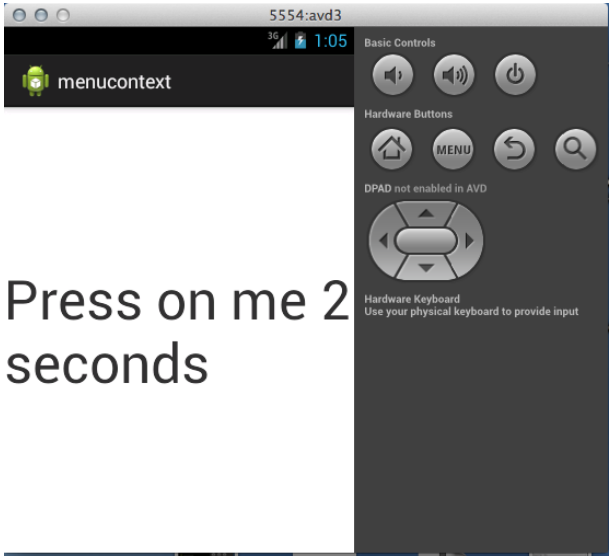 5554:avd3
3G 1:05
menucontext
Press on me 2
seconds
Basic Controls
Hardware Buttons
MENU
DPAD not enabled in AVD
Hardware Keyboard
Use your physical keyboard to provide input